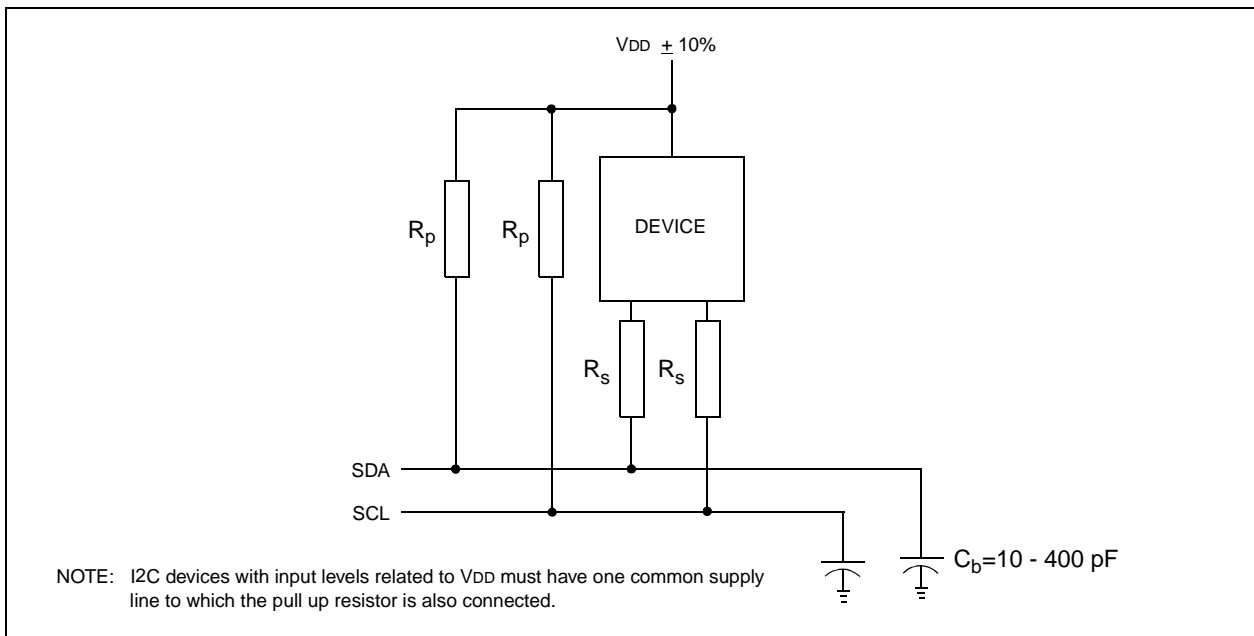 VDD ± 10%
Rp
Rp
DEVICE
Rs
Rs
SDA
SCL
Cb=10 - 400 pF
NOTE: I2C devices with input levels related to VDD must have one common supply
line to which the pull up resistor is also connected.